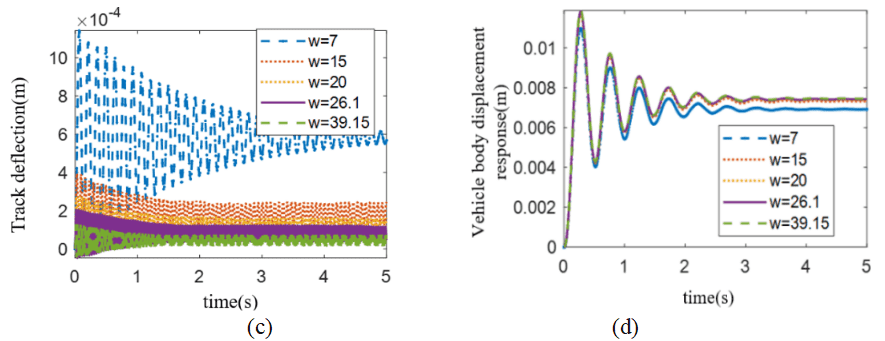 ×10⁻⁴
10
8
6
4
2
0
0
1
2
3
4
5
Track deflection(m)
time(s)
w=7
w=15
w=20
w=26.1
w=39.15
(c)
0.01
0.008
0.006
0.004
0.002
0
0
1
2
3
4
5
Vehicle body displacement
response(m)
time(s)
w=7
w=15
w=20
w=26.1
w=39.15
(d)